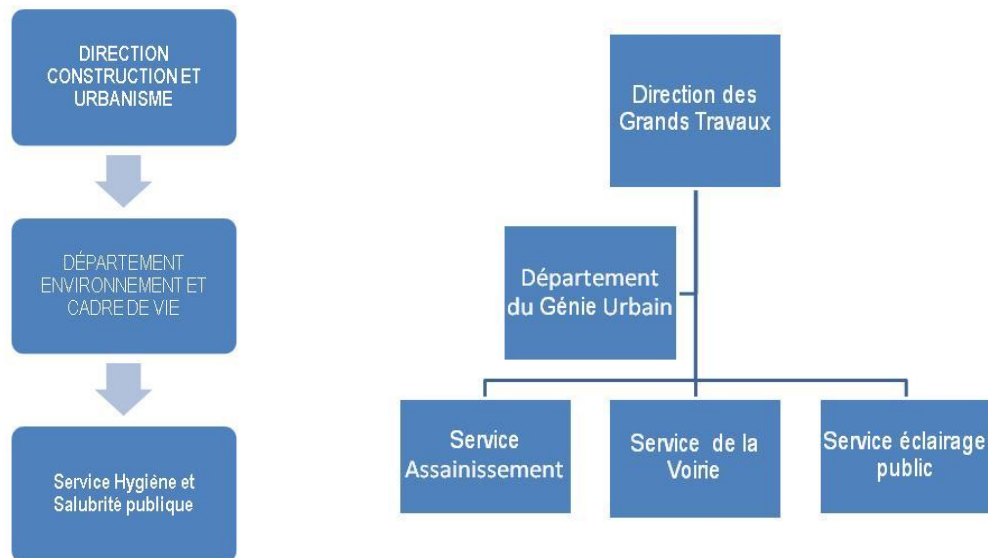 DIRECTION
CONSTRUCTION ET
URBANISME
DÉPARTEMENT
ENVIRONNEMENT ET
CADRE DE VIE
Service Hygiène et
Salubrité publique
Direction des
Grands Travaux
Département
du Génie Urbain
Service
Assainissement
Service de la
Voirie
Service éclairage
public